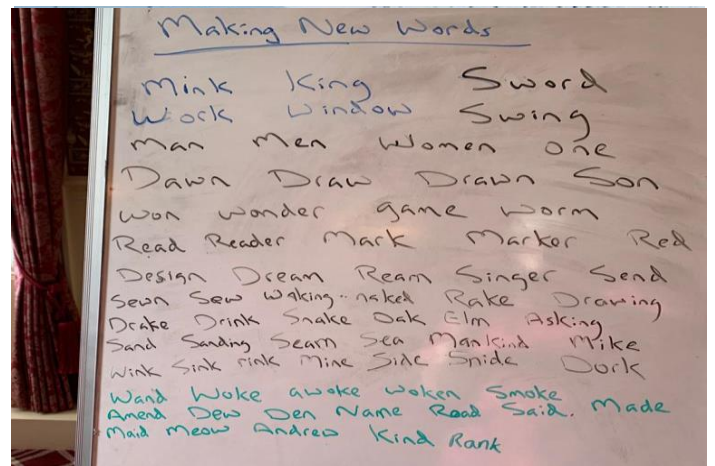 Making New Words
Mink King Sword
Work Window Swing
Man Men Women One
Dawn Draw Drawn Son
Won Wonder game worm
Read Reader Mark Marker Red
Design Dream Ream Singer Send
Sewn Sew Waking naked Rake Drawing
Drake Drink Snake Oak Elm Asking
Sand Sanding Seam Sea Mankind Mike
Wink Sink rink Mine Side Snide Dork
Wand Woke awoke woken Smoke
Amend Dew Den Name Road Said. Made
Maid Meow Andrew Kind Rank